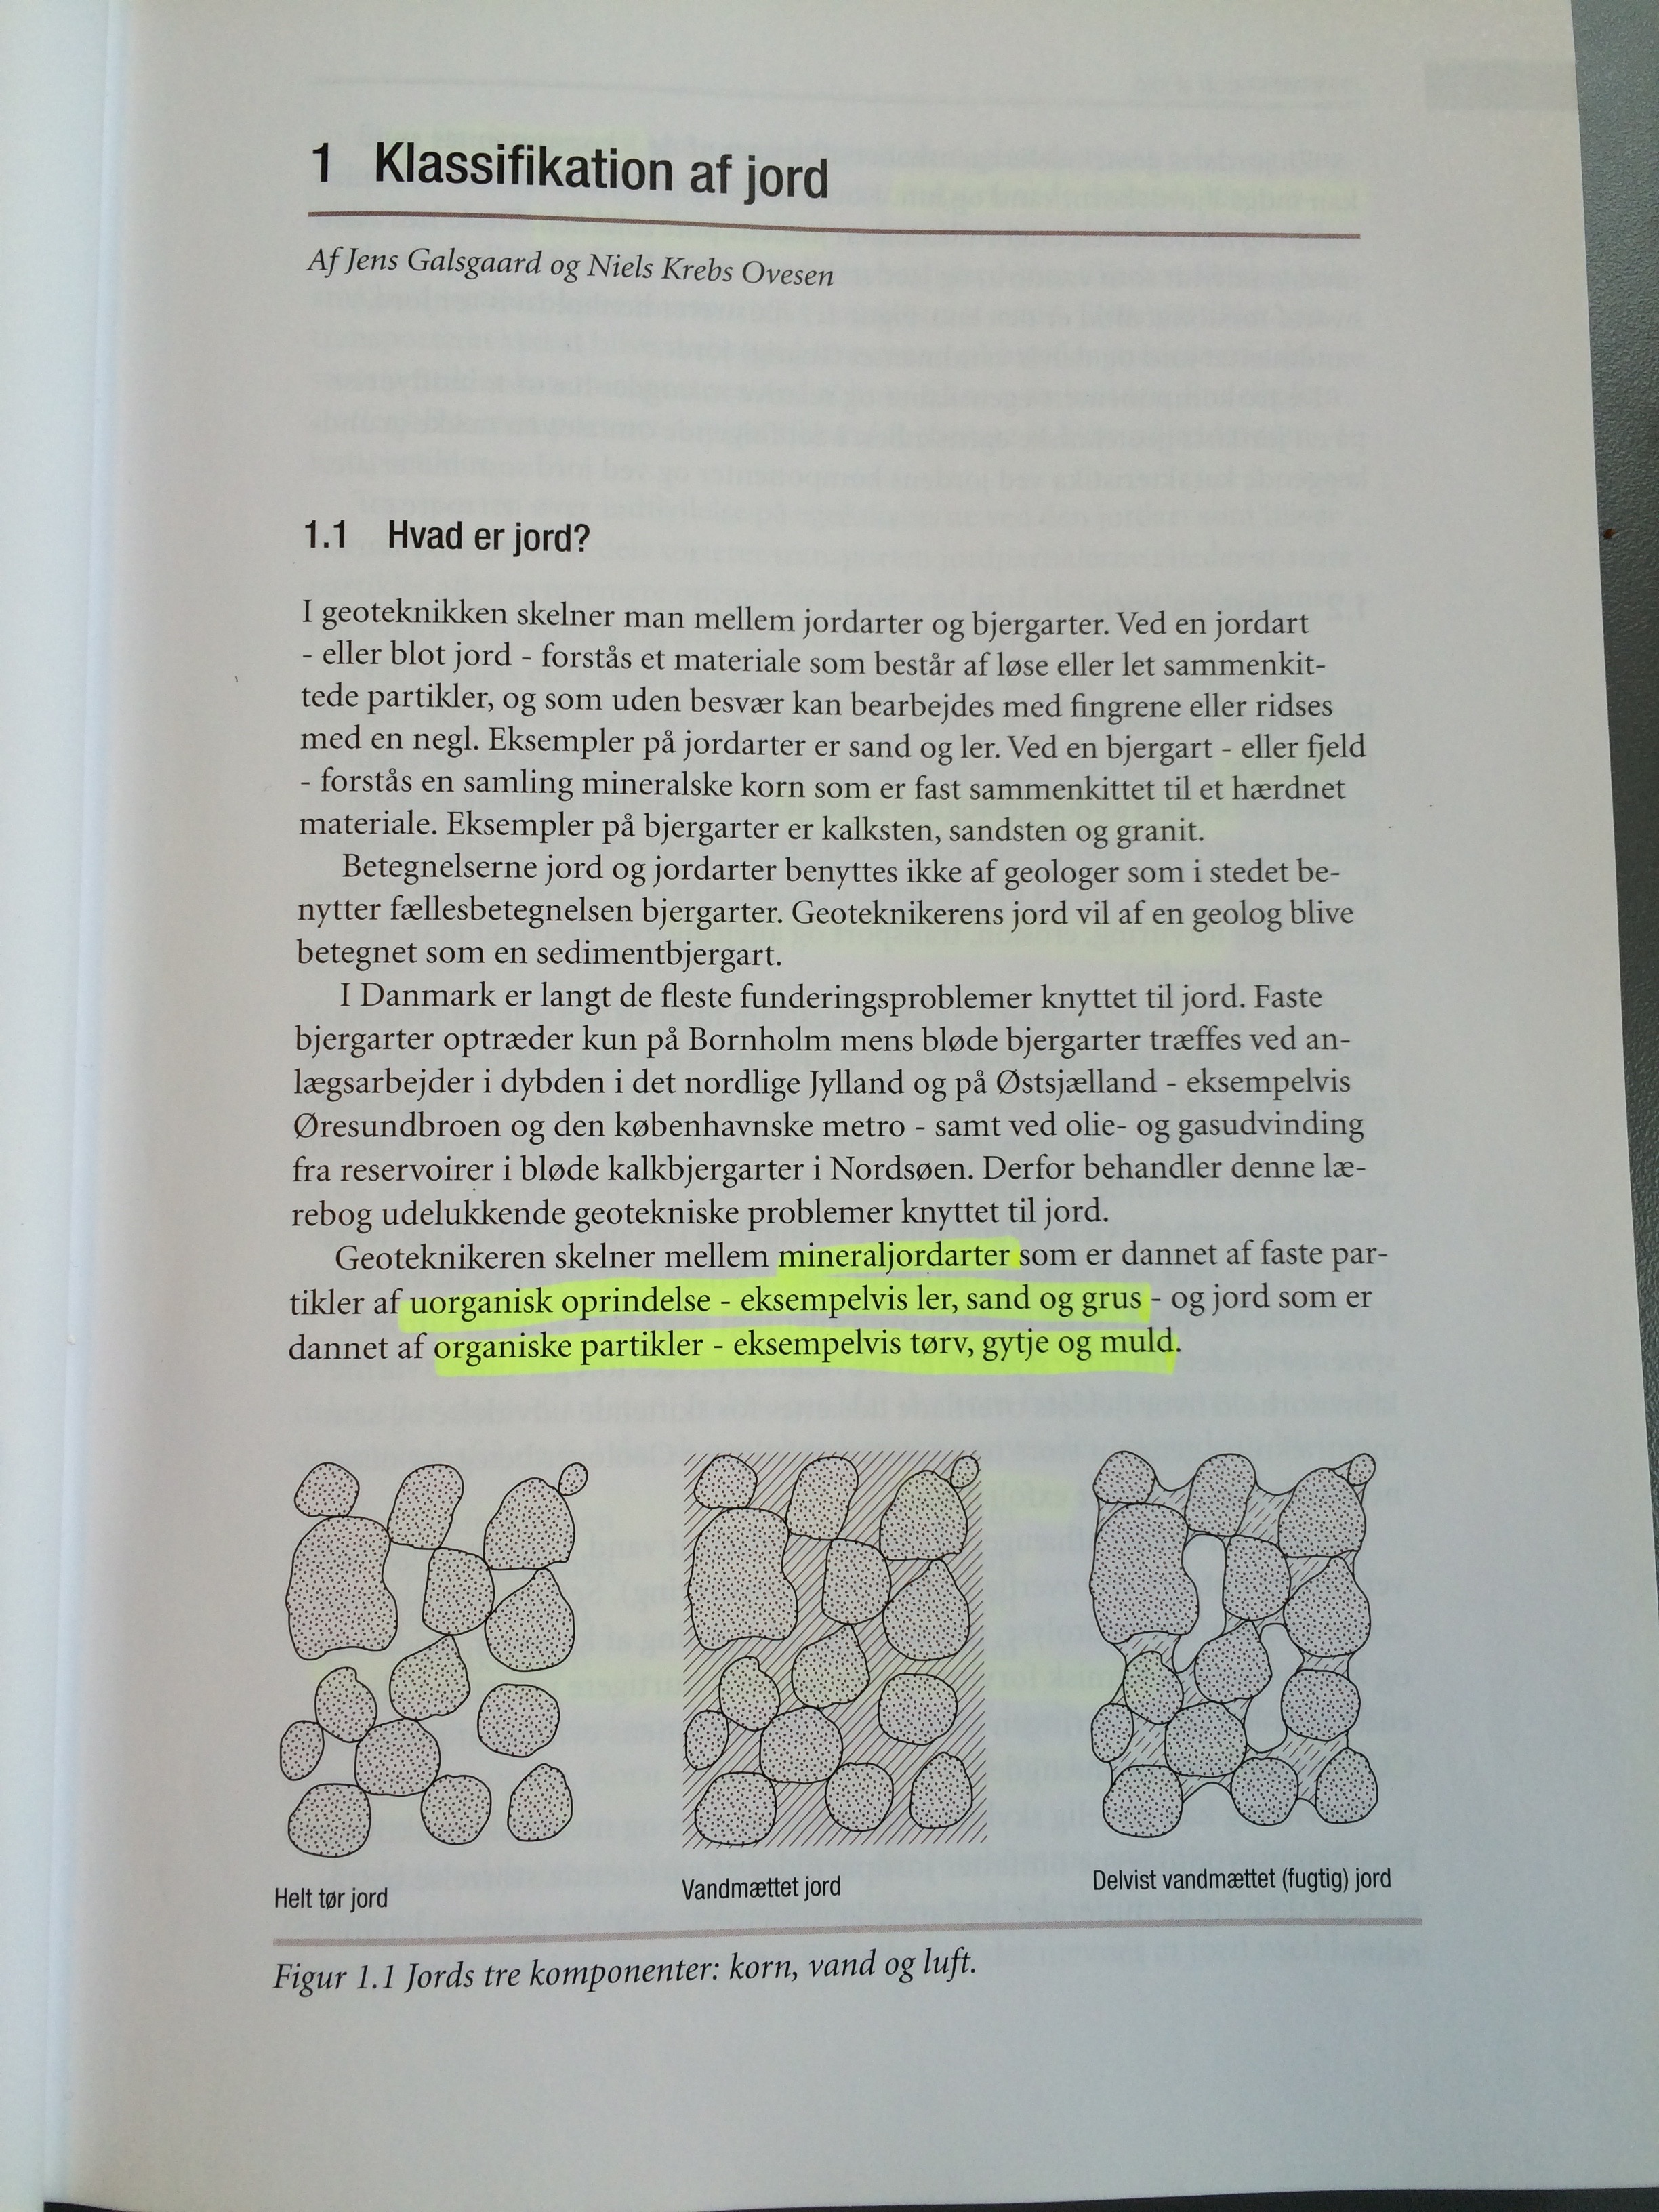 1 Klassifikation af jord
Af Jens Galsgaard og Niels Krebs Ovesen
1.1 Hvad er jord?
I geoteknikken skelner man mellem jordarter og bjergarter. Ved en jordart
- eller blot jord - forstås et materiale som består af løse eller let sammenkit-
tede partikler, og som uden besvær kan bearbejdes med fingrene eller ridses
med en negl. Eksempler på jordarter er sand og ler. Ved en bjergart - eller fjeld
- forstås en samling mineralske korn som er fast sammenkittet til et hærdnet
materiale. Eksempler på bjergarter er kalksten, sandsten og granit.
Betegnelserne jord og jordarter benyttes ikke af geologer som i stedet be-
nytter fællesbetegnelsen bjergarter. Geoteknikerens jord vil af en geolog blive
betegnet som en sedimentbjergart.
I Danmark er langt de fleste funderingsproblemer knyttet til jord. Faste
bjergarter optræder kun på Bornholm mens bløde bjergarter træffes ved an-
lægsarbejder i dybden i det nordlige Jylland og på Østsjælland - eksempelvis
Øresundbroen og den københavnske metro - samt ved olie- og gasudvinding
fra reservoirer i bløde kalkbjergarter i Nordsøen. Derfor behandler denne læ-
rebog udelukkende geotekniske problemer knyttet til jord.
Geoteknikeren skelner mellem mineraljordarter som er dannet af faste par-
tikler af uorganisk oprindelse - eksempelvis ler, sand og grus - og jord som er
dannet af organiske partikler - eksempelvis tørv, gytje og muld.
Helt tør jord
Vandmættet jord
Delvist vandmættet (fugtig) jord
Figur 1.1 Jords tre komponenter: korn, vand og luft.